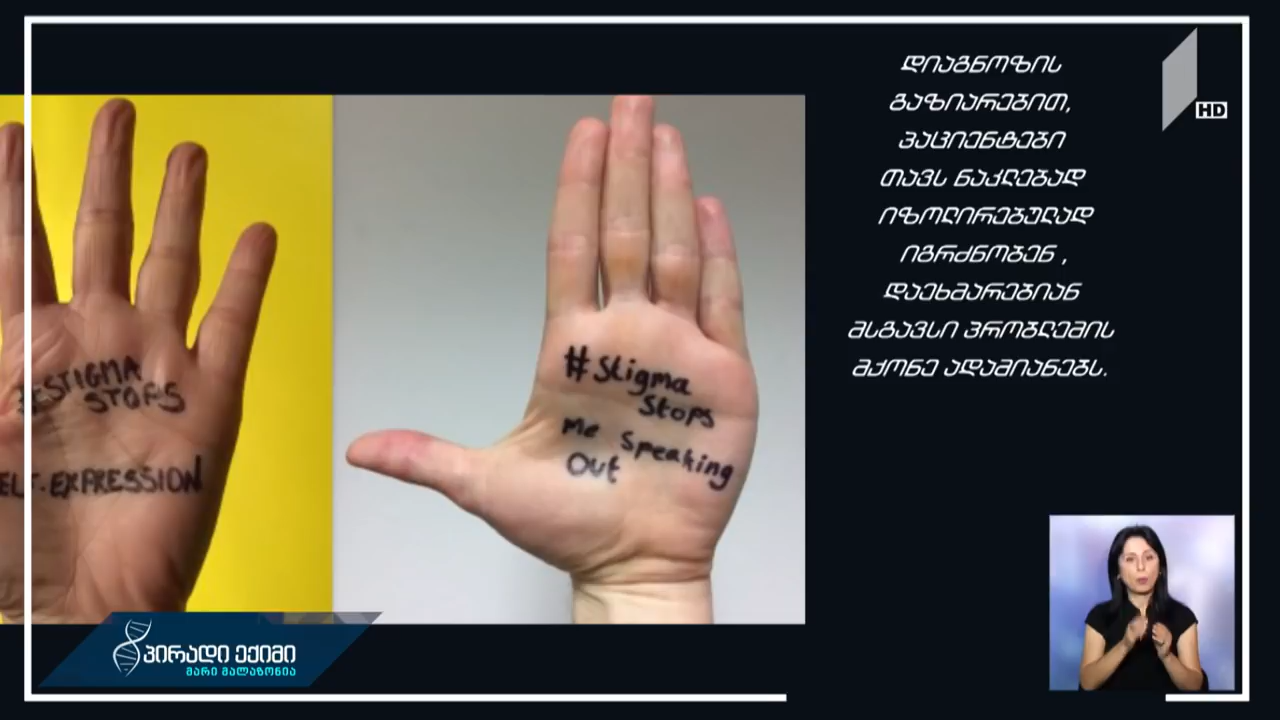 დიაგნოზის
გაზიარებით,
პაციენტები
თავს ნაკლებად
იზოლირებულად
იგრძნობენ ,
დაეხმარებიან
მსგავსი პრობლემის
მქონე ადამიანებს.
HD
STIGMA
STOPS
EXPRESSION
#Stigma
Stops
Me Speaking
Out
პირადი ექიმი
მარი მალაზონია